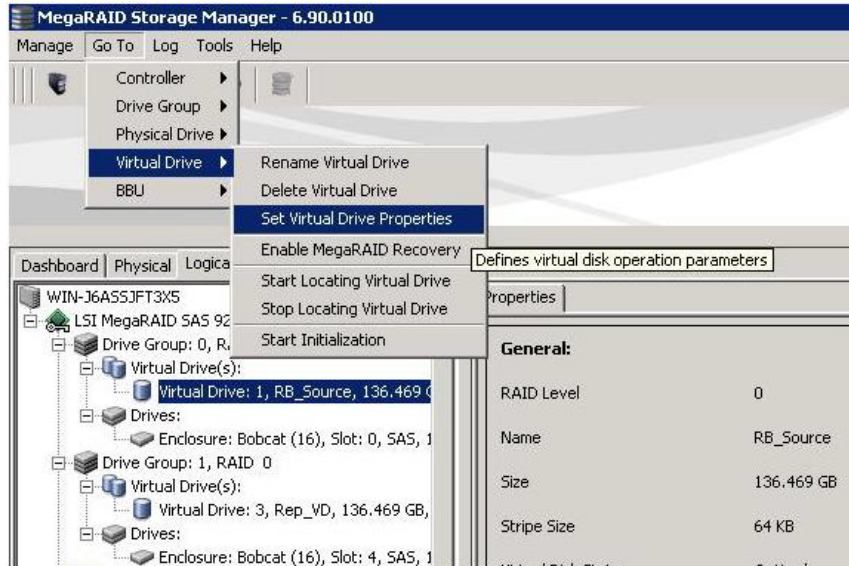 MegaRAID Storage Manager - 6.90.0100
Manage Go To Log Tools Help
Controller
Drive Group
Physical Drive
Virtual Drive
BBU
Rename Virtual Drive
Delete Virtual Drive
Set Virtual Drive Properties
Enable MegaRAID Recovery
Start Locating Virtual Drive
Stop Locating Virtual Drive
Start Initialization
Defines virtual disk operation parameters
Dashboard Physical Logica
WIN-J6ASSJFT3X5
LSI MegaRAID SAS 92
Drive Group: 0, R
Virtual Drive(s):
Virtual Drive: 1, RB_Source, 136.469
Drives:
Enclosure: Bobcat (16), Slot: 0, SAS, 1
Drive Group: 1, RAID 0
Virtual Drive(s):
Virtual Drive: 3, Rep_VD, 136.469 GB,
Drives:
Enclosure: Bobcat (16), Slot: 4, SAS, 1
Properties
General:
RAID Level 0
Name RB_Source
Size 136.469 GB
Stripe Size 64 KB